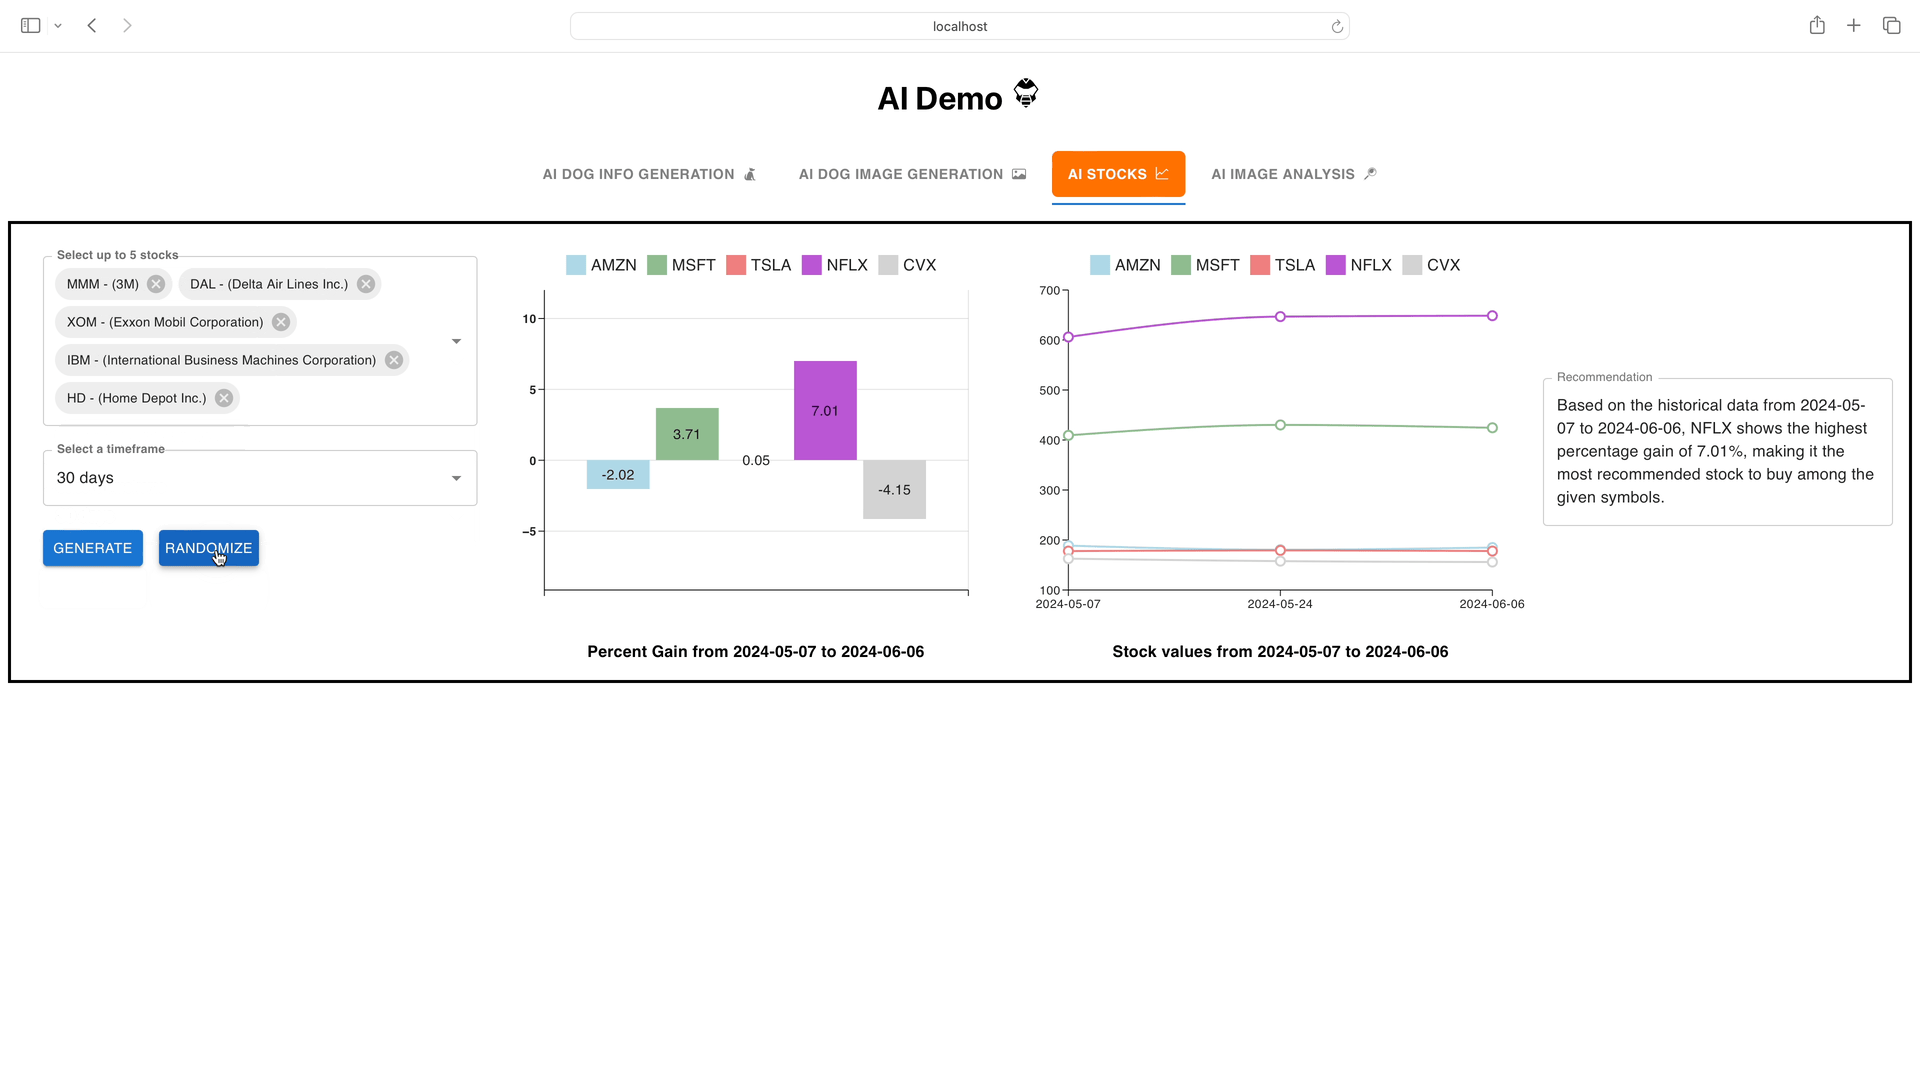 localhost
AI Demo
AI DOG INFO GENERATION
AI DOG IMAGE GENERATION
AI STOCKS
AI IMAGE ANALYSIS
Select up to 5 stocks
MMM - (3M)
DAL - (Delta Air Lines Inc.)
XOM - (Exxon Mobil Corporation)
IBM - (International Business Machines Corporation)
HD - (Home Depot Inc.)
Select a timeframe
30 days
GENERATE
RANDOMIZE
AMZN MSFT TSLA NFLX CVX
10
5
0
−5
-2.02
3.71
0.05
7.01
-4.15
Percent Gain from 2024-05-07 to 2024-06-06
AMZN MSFT TSLA NFLX CVX
700
600
500
400
300
200
100
2024-05-07 2024-05-24 2024-06-06
Stock values from 2024-05-07 to 2024-06-06
Recommendation
Based on the historical data from 2024-05-
07 to 2024-06-06, NFLX shows the highest
percentage gain of 7.01%, making it the
most recommended stock to buy among the
given symbols.